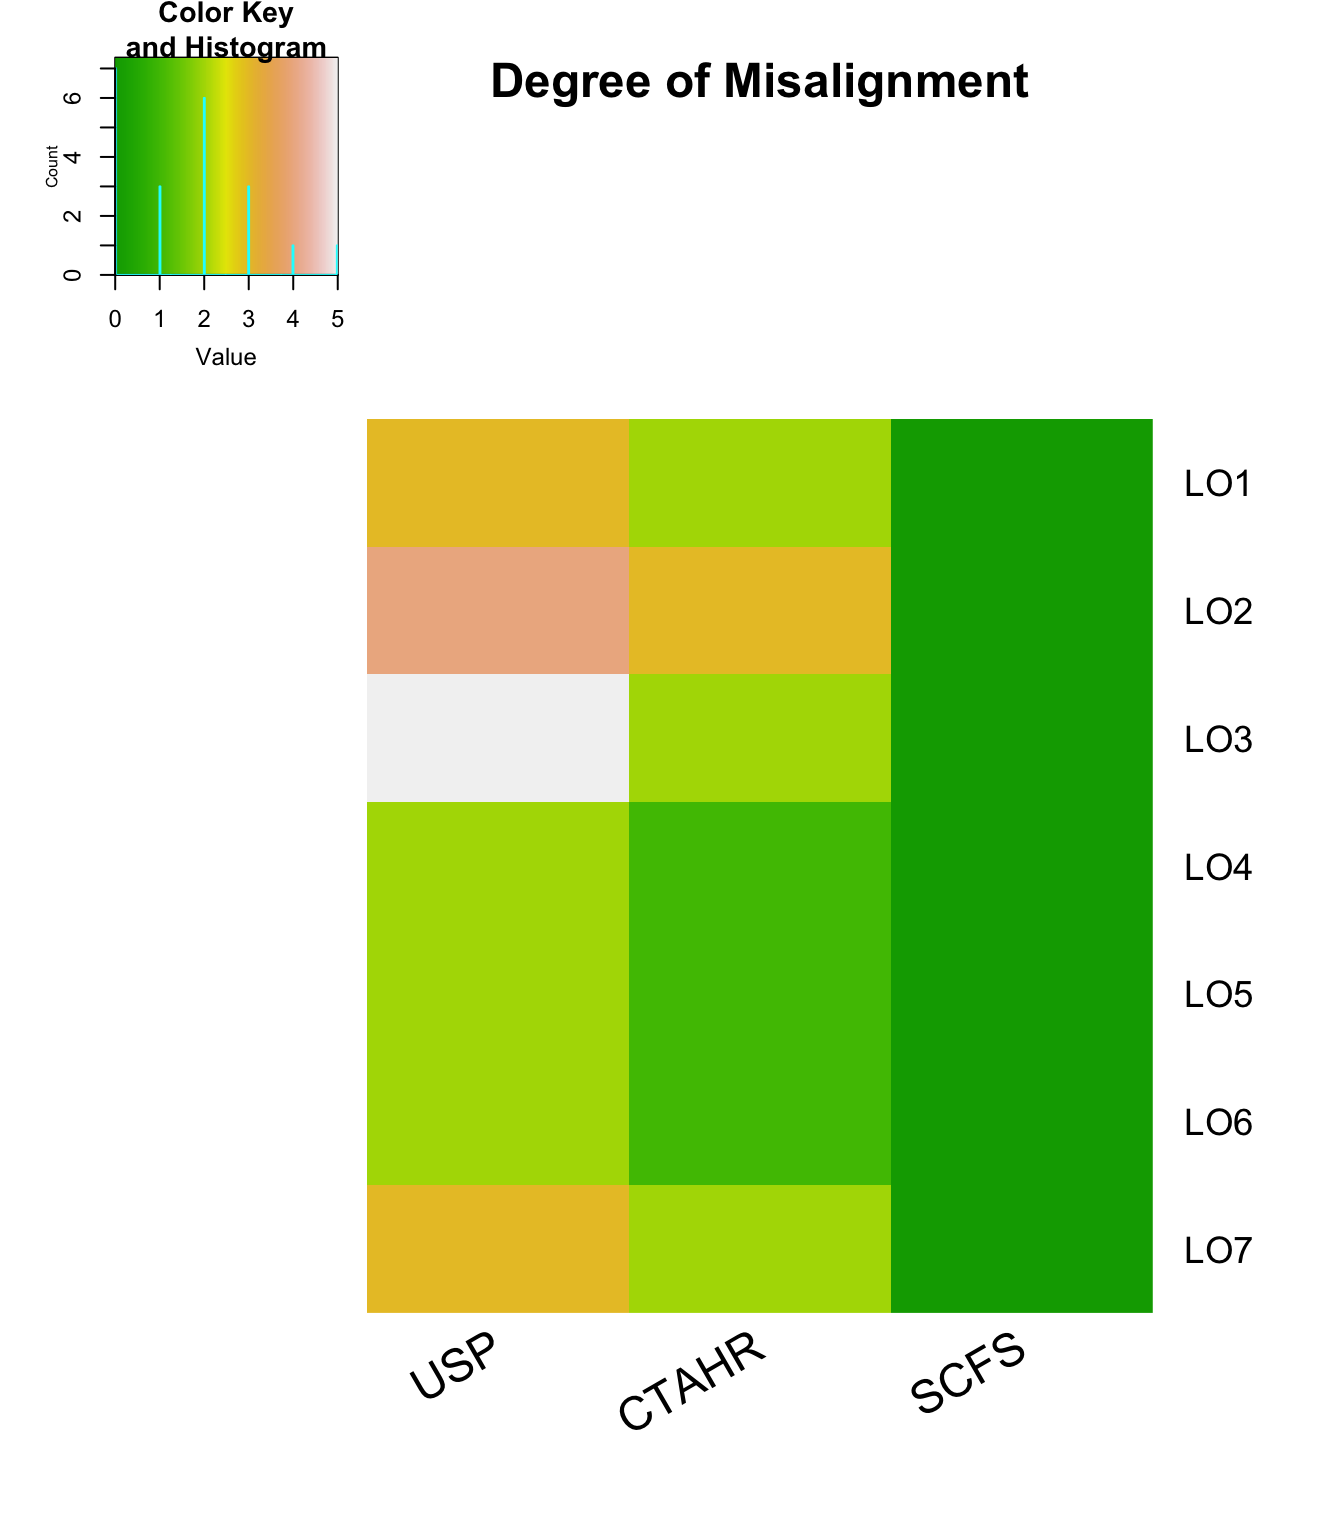 Color Key
and Histogram
Degree of Misalignment
Count
6
4
2
0
0 1 2 3 4 5
Value
LO1
LO2
LO3
LO4
LO5
LO6
LO7
USP CTAHR SCFS